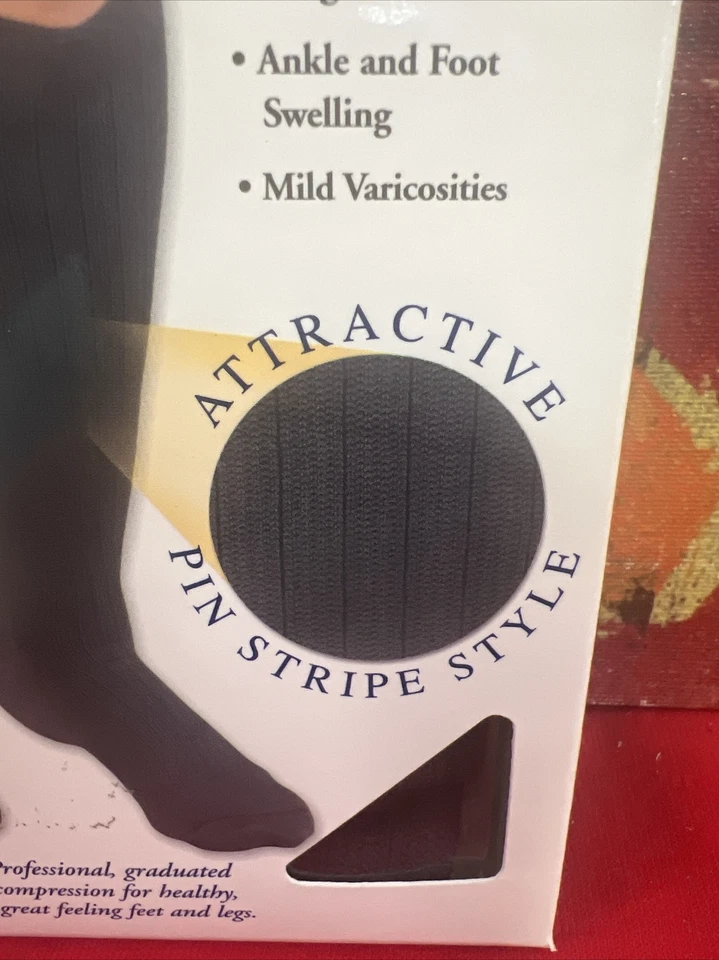 • Ankle and Foot
Swelling
• Mild Varicosities
ATTRACTIVE
PIN STRIPE STYLE
Professional, graduated
compression for healthy,
great feeling feet and legs.